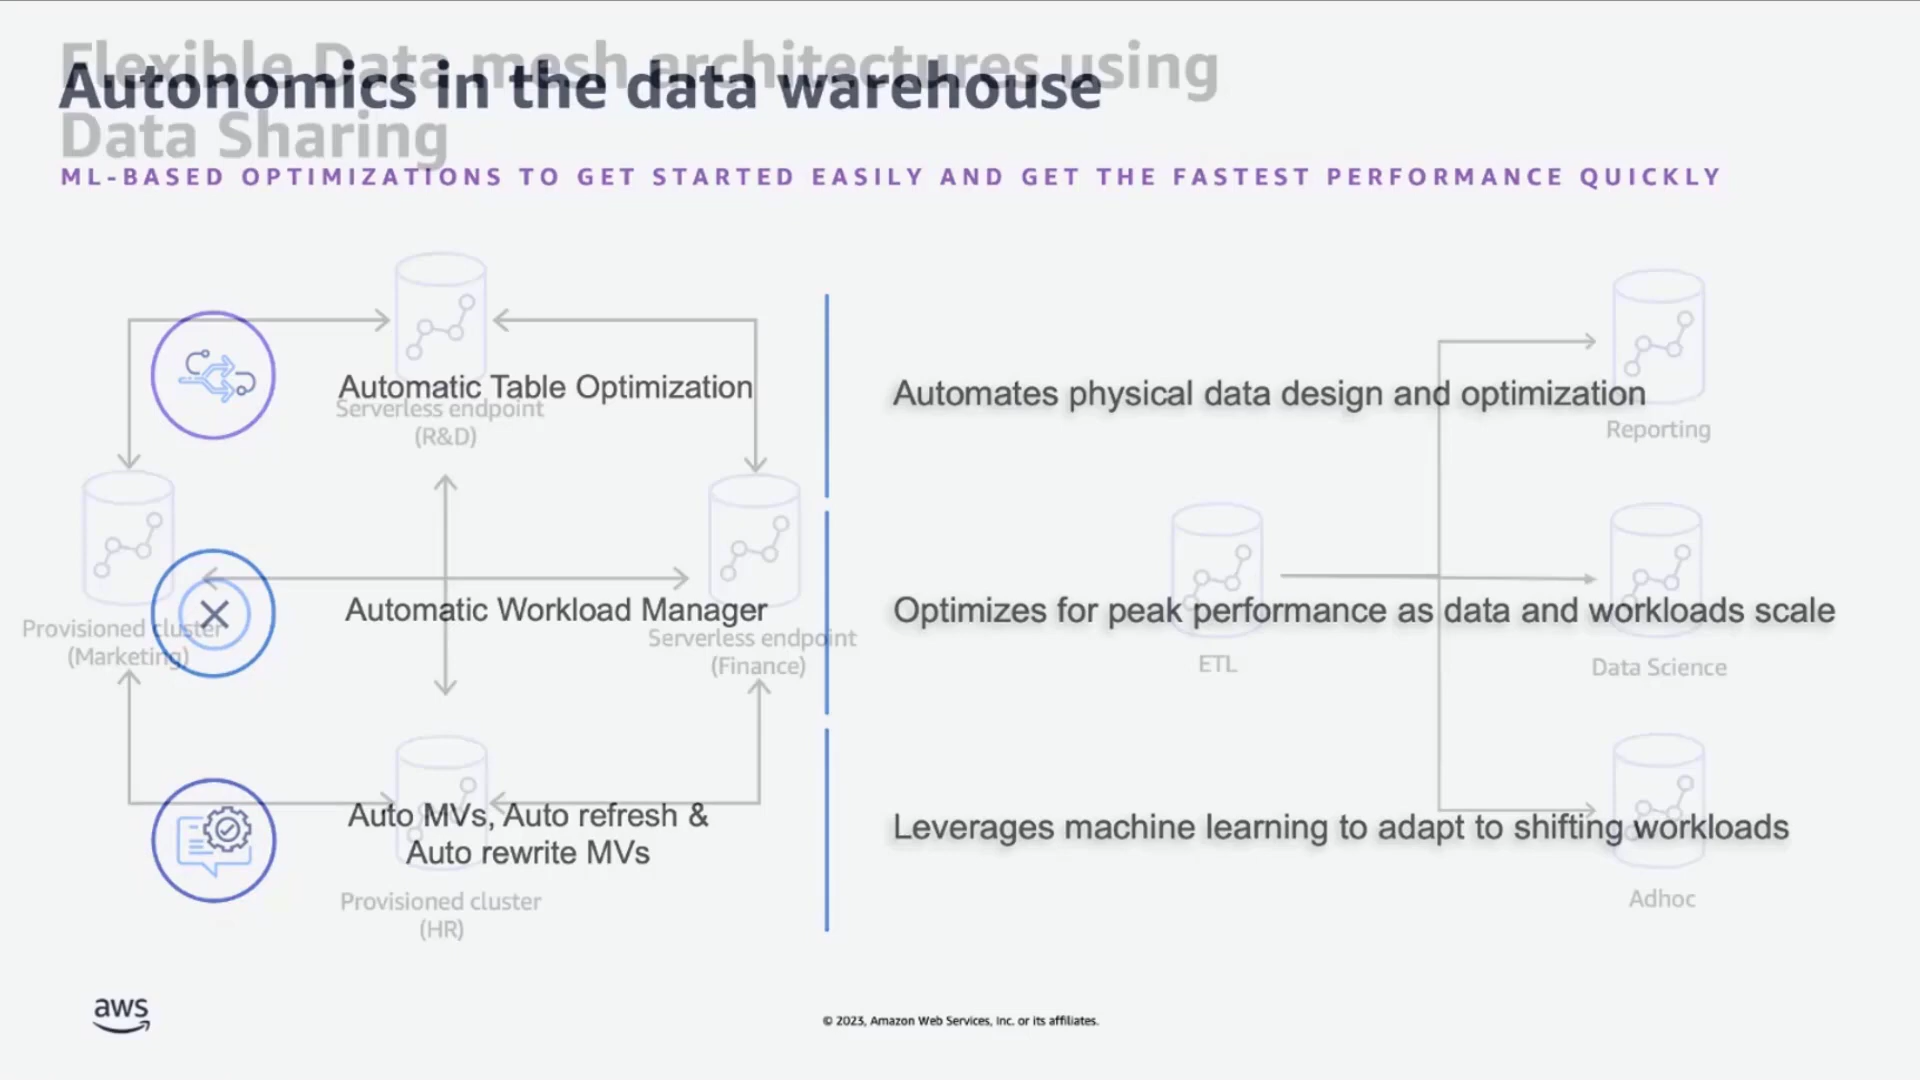 Flexible Data mesh architectures using
Data Sharing
Autonomics in the data warehouse
ML-BASED OPTIMIZATIONS TO GET STARTED EASILY AND GET THE FASTEST PERFORMANCE QUICKLY
Automatic Table Optimization
Automates physical data design and optimization
Serverless endpoint
(R&D)
Reporting
Automatic Workload Manager
Optimizes for peak performance as data and workloads scale
Provisioned cluster
(Marketing)
Serverless endpoint
(Finance)
ETL
Data Science
Auto MVs, Auto refresh &
Auto rewrite MVs
Leverages machine learning to adapt to shifting workloads
Provisioned cluster
(HR)
Adhoc
aws
© 2023, Amazon Web Services, Inc. or its affiliates.